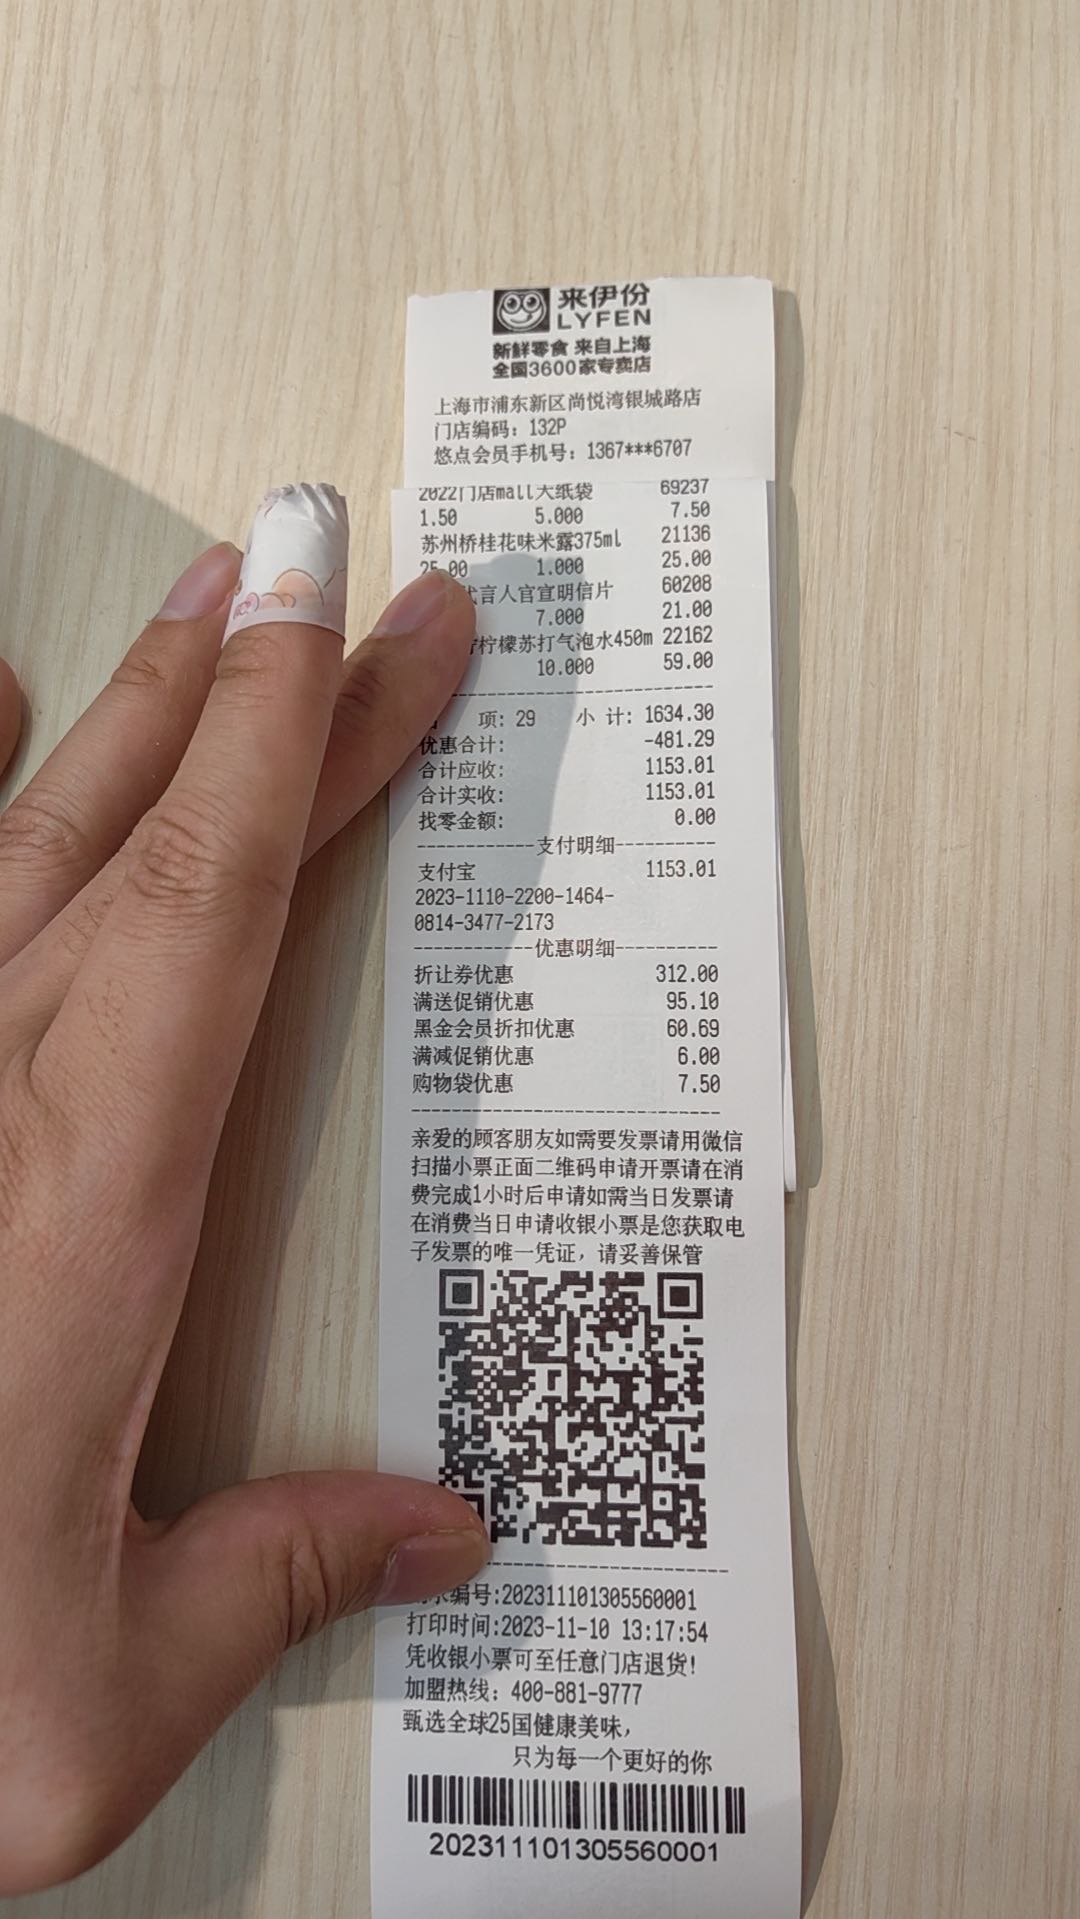 来伊份
LYFEN
新鲜零食 来自上海
全国3600家专卖店
上海市浦东新区尚悦湾银城路店
门店编码：132P
悠点会员手机号：1367***6707
2022门店mall大纸袋 69237
1.50 5.000 7.50
苏州桥桂花味米露375ml 21136
25.00 1.000 25.00
代言人官宣明信片 60208
7.000 21.00
柠檬苏打气泡水450m 22162
10.000 59.00
项: 29 小 计: 1634.30
优惠合计: -481.29
合计应收: 1153.01
合计实收: 1153.01
找零金额: 0.00
------------支付明细----------
支付宝 1153.01
2023-1110-2200-1464-
0814-3477-2173
------------优惠明细----------
折让券优惠 312.00
满送促销优惠 95.10
黑金会员折扣优惠 60.69
满减促销优惠 6.00
购物袋优惠 7.50
亲爱的顾客朋友如需要发票请用微信
扫描小票正面二维码申请开票请在消
费完成1小时后申请如需当日发票请
在消费当日申请收银小票是您获取电
子发票的唯一凭证，请妥善保管
编号:202311101305560001
打印时间:2023-11-10 13:17:54
凭收银小票可至任意门店退货!
加盟热线：400-881-9777
甄选全球25国健康美味，
只为每一个更好的你
202311101305560001